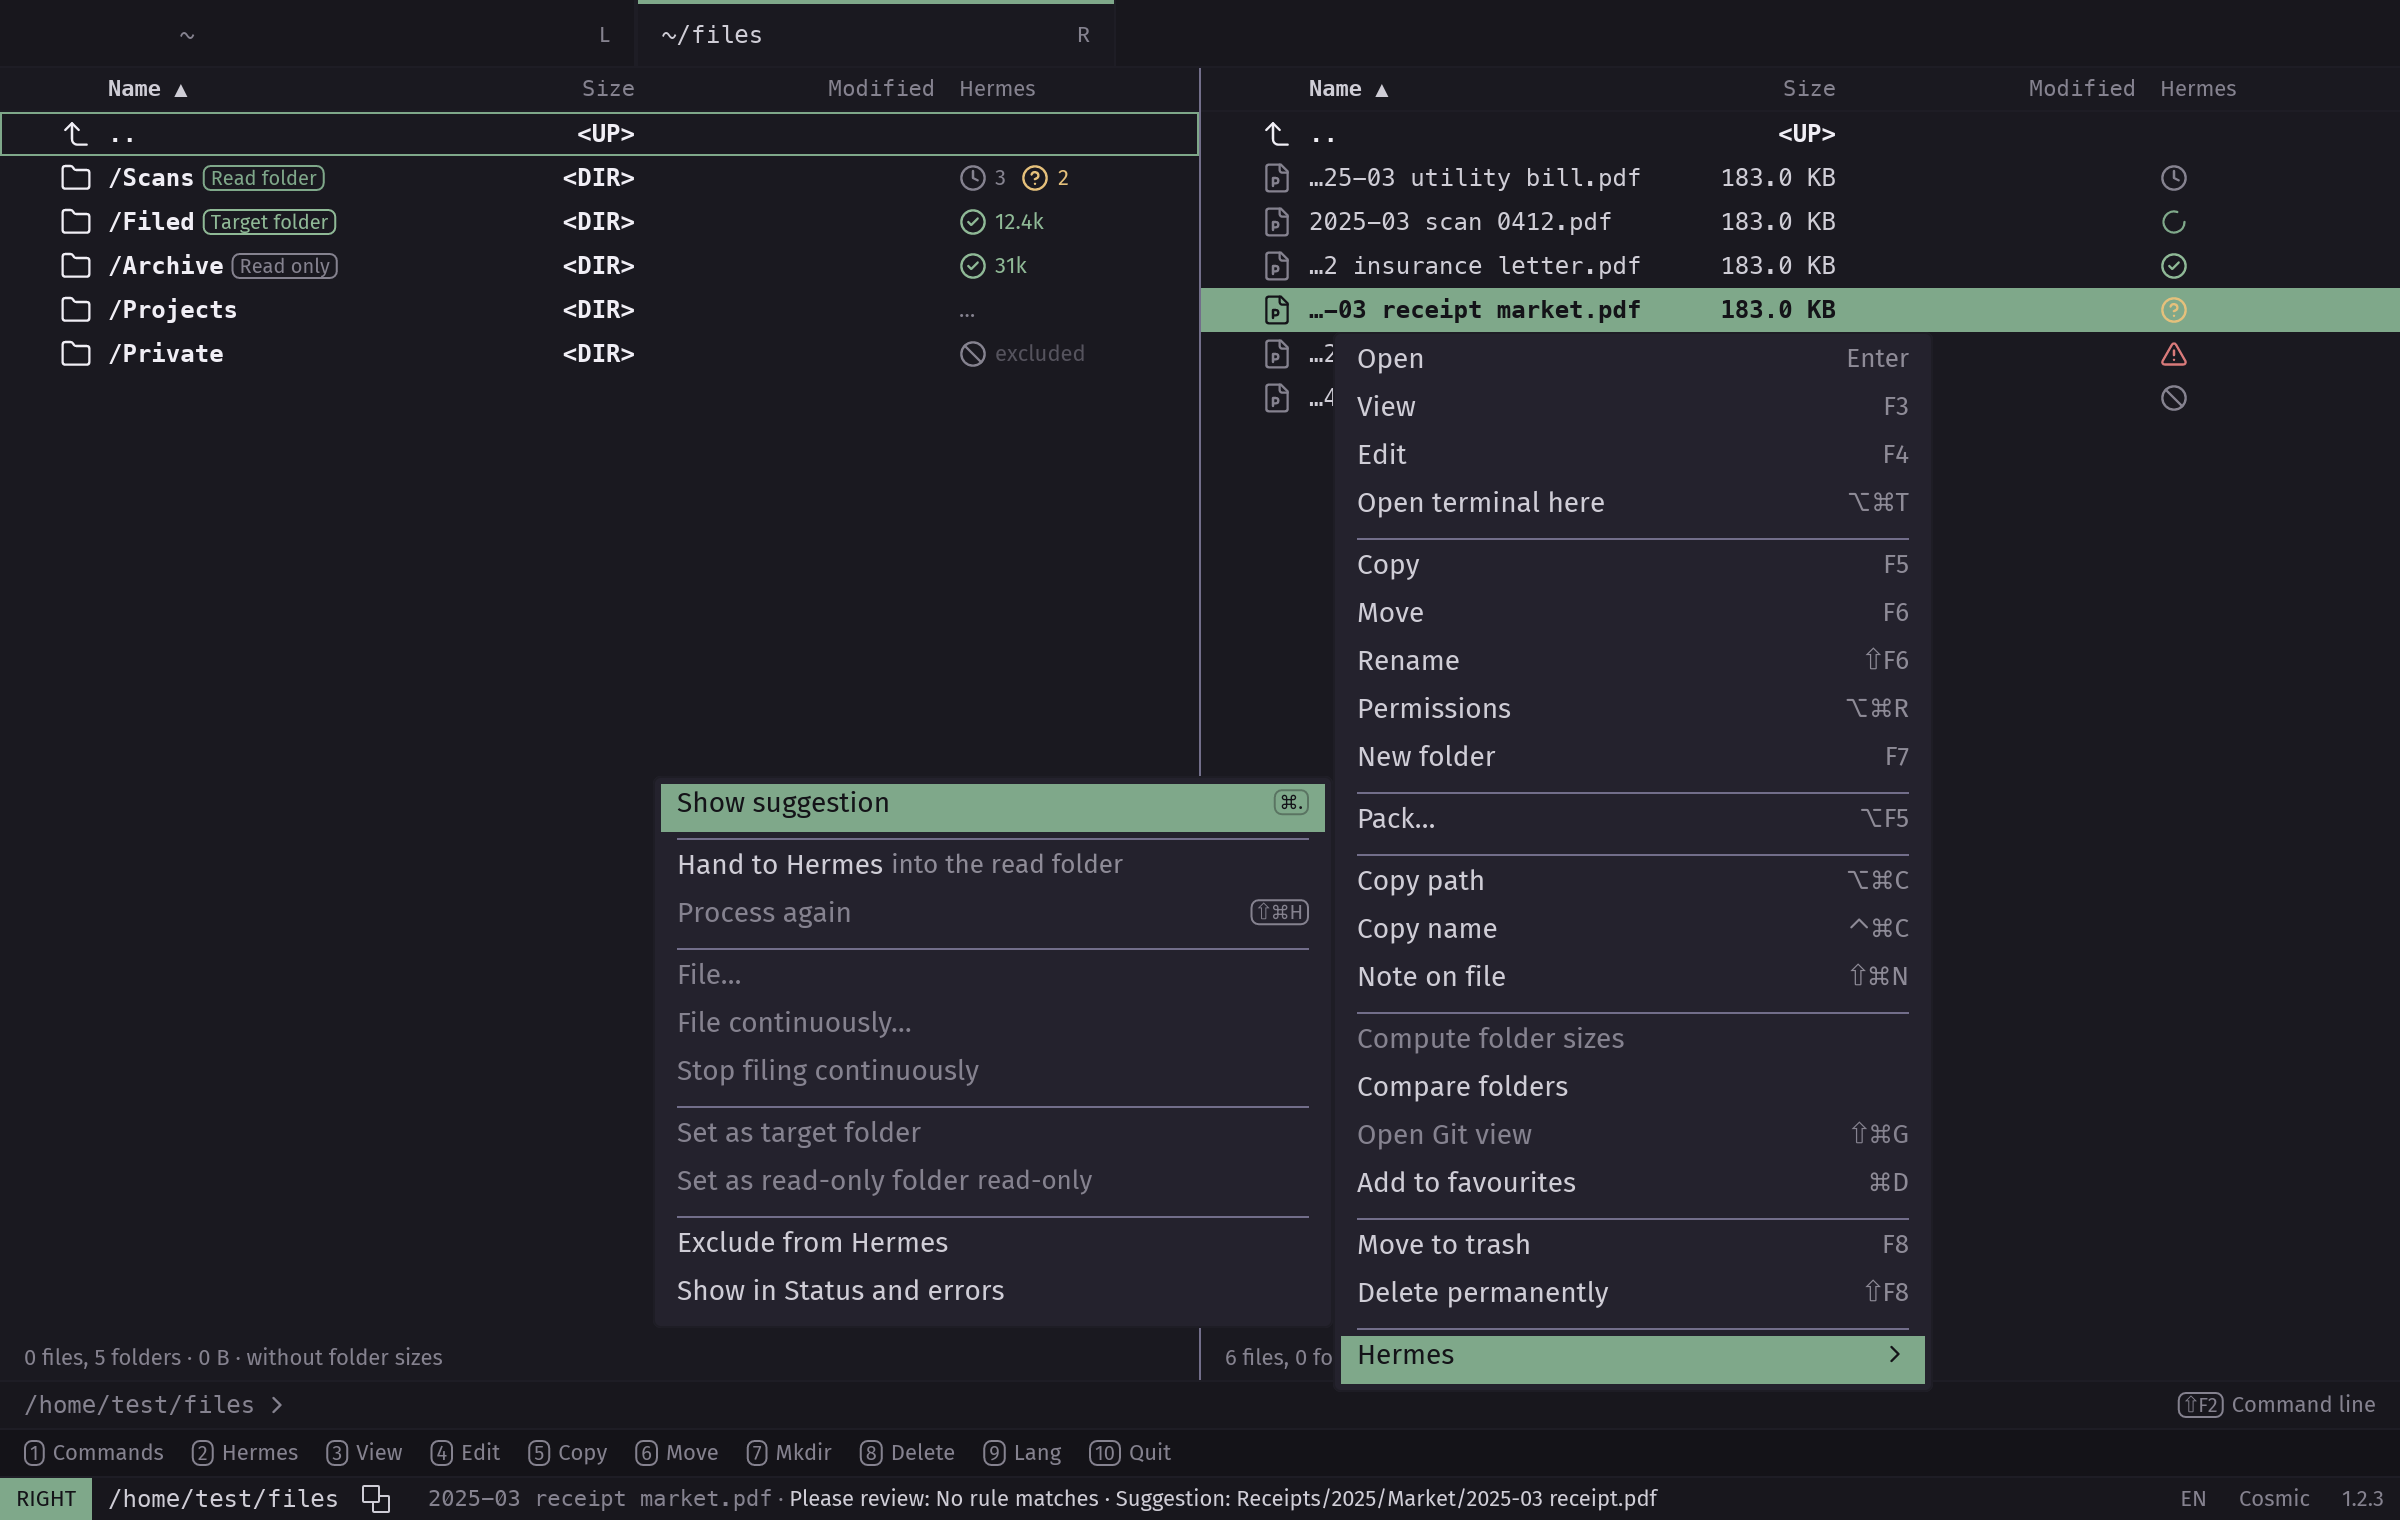 ~ L ~/files R
Name ▲ Size Modified Hermes
.. <UP>
/Scans Read folder <DIR> 3 2
/Filed Target folder <DIR> 12.4k
/Archive Read only <DIR> 31k
/Projects <DIR> …
/Private <DIR> excluded
0 files, 5 folders · 0 B · without folder sizes
Name ▲ Size Modified Hermes
.. <UP>
…25-03 utility bill.pdf 183.0 KB
2025-03 scan 0412.pdf 183.0 KB
…2 insurance letter.pdf 183.0 KB
…-03 receipt market.pdf 183.0 KB
…2
…4
6 files, 0 fo
Open Enter
View F3
Edit F4
Open terminal here ⌥⌘T
Copy F5
Move F6
Rename ⇧F6
Permissions ⌥⌘R
New folder F7
Pack… ⌥F5
Copy path ⌥⌘C
Copy name ^⌘C
Note on file ⇧⌘N
Compute folder sizes
Compare folders
Open Git view ⇧⌘G
Add to favourites ⌘D
Move to trash F8
Delete permanently ⇧F8
Hermes
Show suggestion ⌘.
Hand to Hermes into the read folder
Process again ⇧⌘H
File…
File continuously…
Stop filing continuously
Set as target folder
Set as read-only folder read-only
Exclude from Hermes
Show in Status and errors
/home/test/files > ⇧F2 Command line
1 Commands 2 Hermes 3 View 4 Edit 5 Copy 6 Move 7 Mkdir 8 Delete 9 Lang 10 Quit
RIGHT /home/test/files 2025-03 receipt market.pdf · Please review: No rule matches · Suggestion: Receipts/2025/Market/2025-03 receipt.pdf EN Cosmic 1.2.3